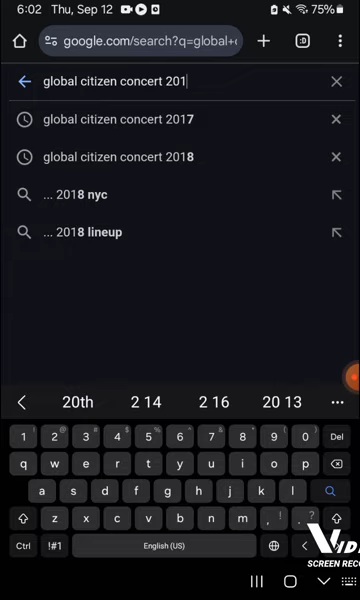 6:02 Thu, Sep 12 75%
google.com/search?q=global+c :D
global citizen concert 201
global citizen concert 2017
global citizen concert 2018
... 2018 nyc
... 2018 lineup
20th 2 14 2 16 20 13 ...
1 ! 2 @ 3 # 4 $ 5 % 6 ^ 7 & 8 * 9 ( 0 ) Del
q w e r t y u i o p
a s d f g h j k l
z x c v b n m , ! . ?
Ctrl !#1 English (US) <
VID
SCREEN REC